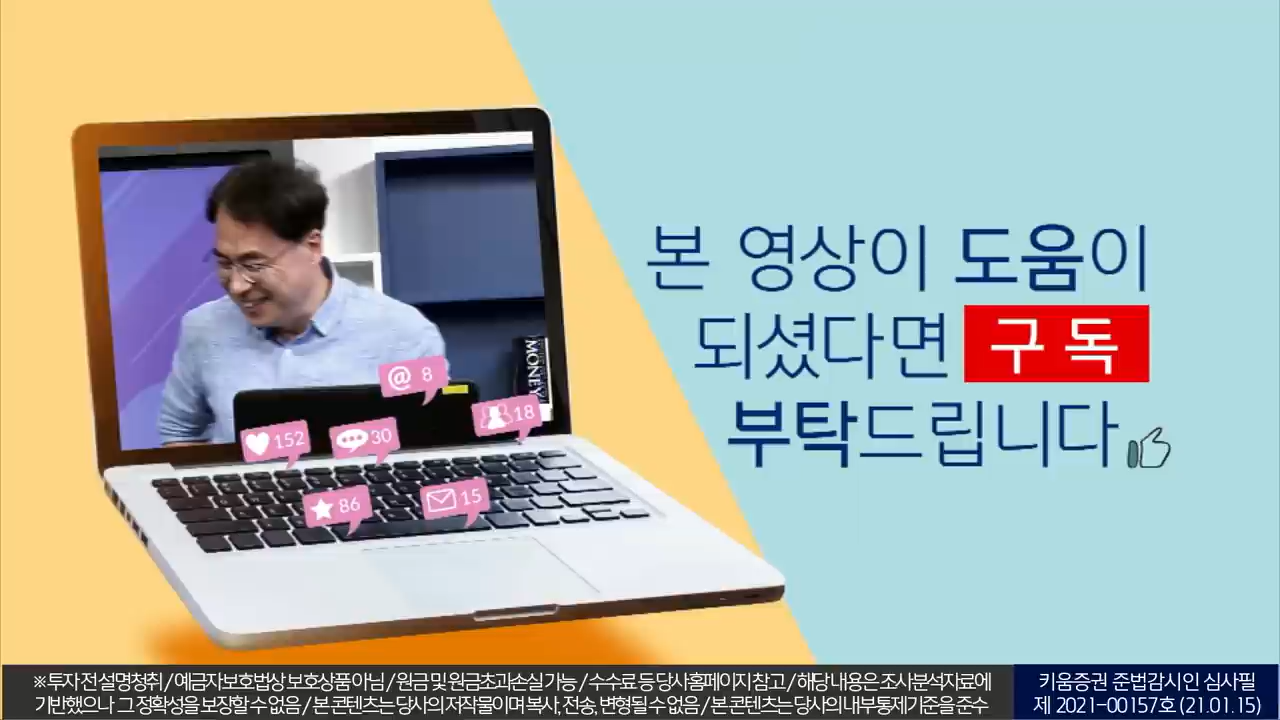 본 영상이 도움이
되셨다면 구독
부탁드립니다
MONEY
@ 8
18
152
30
86
15
※ 투자 전 설명청취 / 예금자보호법상 보호상품 아님 / 원금 및 원금초과손실 가능 / 수수료 등 당사홈페이지 참고 / 해당 내용은 조사분석자료에
기반했으나 그 정확성을 보장할 수 없음 / 본 콘텐츠는 당사의 저작물이며 복사, 전송, 변형될 수 없음 / 본 콘텐츠는 당사의 내부통제기준을 준수
키움증권 준법감시인 심사필
제 2021-00157호 (21.01.15)